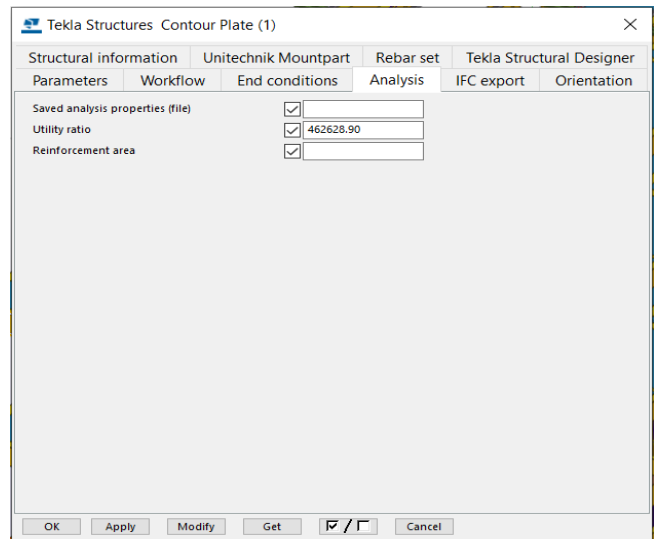 Tekla Structures Contour Plate (1)
Structural information Unitechnik Mountpart Rebar set Tekla Structural Designer
Parameters Workflow End conditions Analysis IFC export Orientation
Saved analysis properties (file)
Utility ratio 462628.90
Reinforcement area
OK Apply Modify Get / Cancel